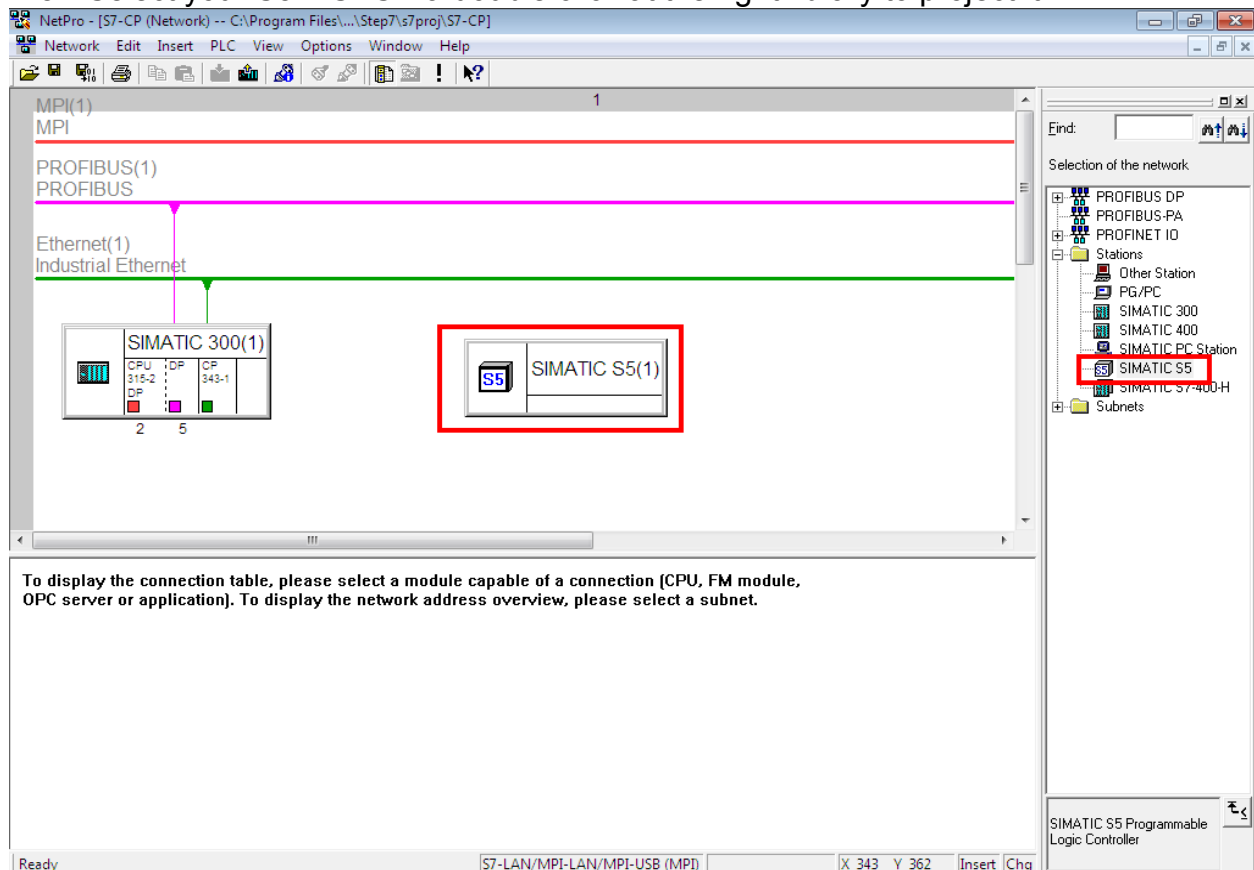 NetPro - [S7-CP (Network) -- C:\Program Files\...\Step7\s7proj\S7-CP]
Network Edit Insert PLC View Options Window Help
1
MPI(1)
MPI
PROFIBUS(1)
PROFIBUS
Ethernet(1)
Industrial Ethernet
SIMATIC 300(1)
CPU DP CP
315-2 343-1
DP
2 5
S5 SIMATIC S5(1)
Find:
Selection of the network
PROFIBUS DP
PROFIBUS-PA
PROFINET IO
Stations
Other Station
PG/PC
SIMATIC 300
SIMATIC 400
SIMATIC PC Station
S5 SIMATIC S5
SIMATIC S7-400-H
Subnets
To display the connection table, please select a module capable of a connection (CPU, FM module,
OPC server or application). To display the network address overview, please select a subnet.
SIMATIC S5 Programmable
Logic Controller
Ready S7-LAN/MPI-LAN/MPI-USB (MPI) X 343 Y 362 Insert Chg